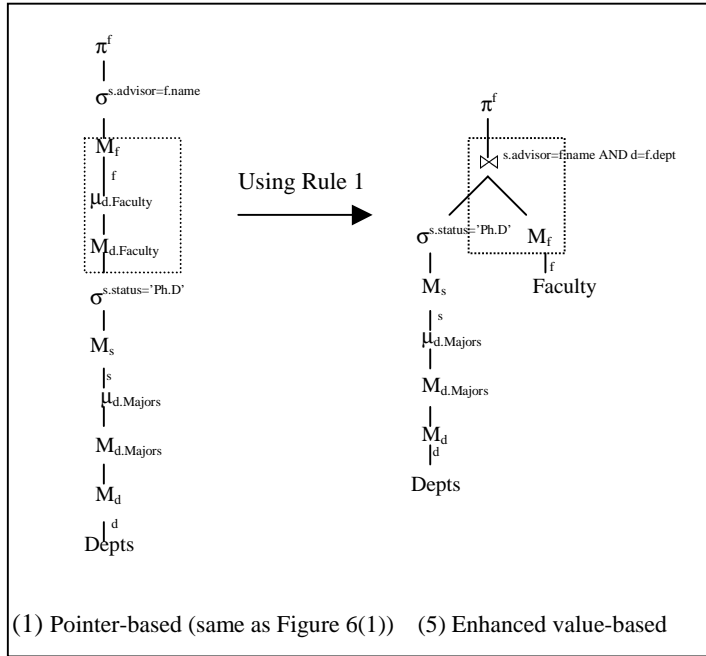 π^f
σ^s.advisor=f.name
M_f
f
μ_d.Faculty
M_d.Faculty
σ^s.status='Ph.D'
M_s
s
μ_d.Majors
M_d.Majors
M_d
d
Depts
Using Rule 1
π^f
⋈ s.advisor=f.name AND d=f.dept
σ^s.status='Ph.D' M_f
f
M_s Faculty
s
μ_d.Majors
M_d.Majors
M_d
d
Depts
(1) Pointer-based (same as Figure 6(1)) (5) Enhanced value-based